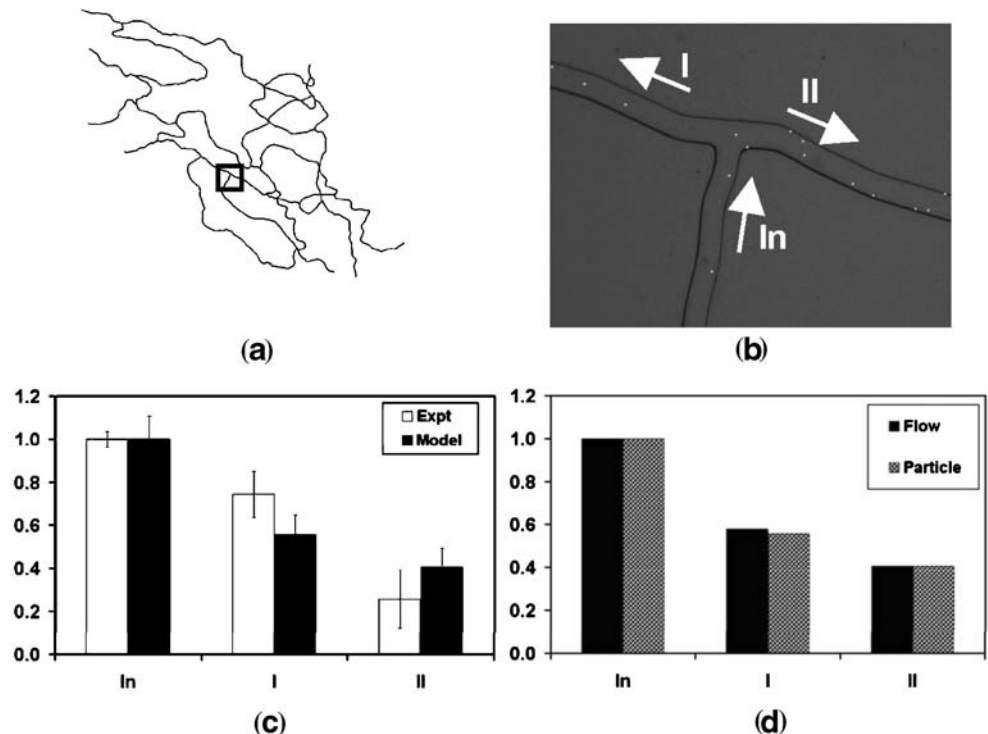 I
II
In
(a)
(b)
1.2
1.0
0.8
0.6
0.4
0.2
0.0
Expt
Model
In
I
II
(c)
1.2
1.0
0.8
0.6
0.4
0.2
0.0
Flow
Particle
In
I
II
(d)